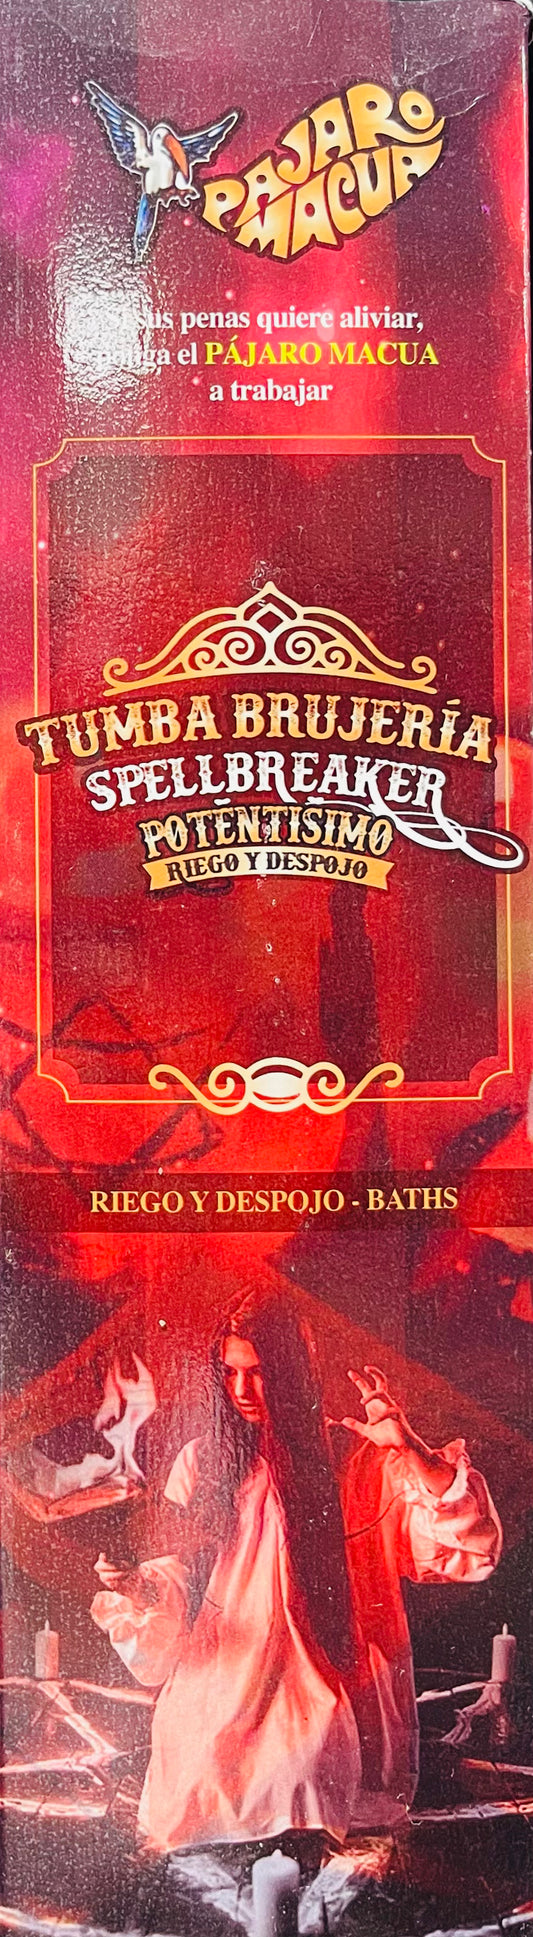 PAJARO
MACUA
sus penas quiere aliviar,
el PÁJARO MACUA
a trabajar
TUMBA BRUJERÍA
SPELLBREAKER
POTENTISIMO
RIEGO Y DESPOJO
RIEGO Y DESPOJO - BATHS